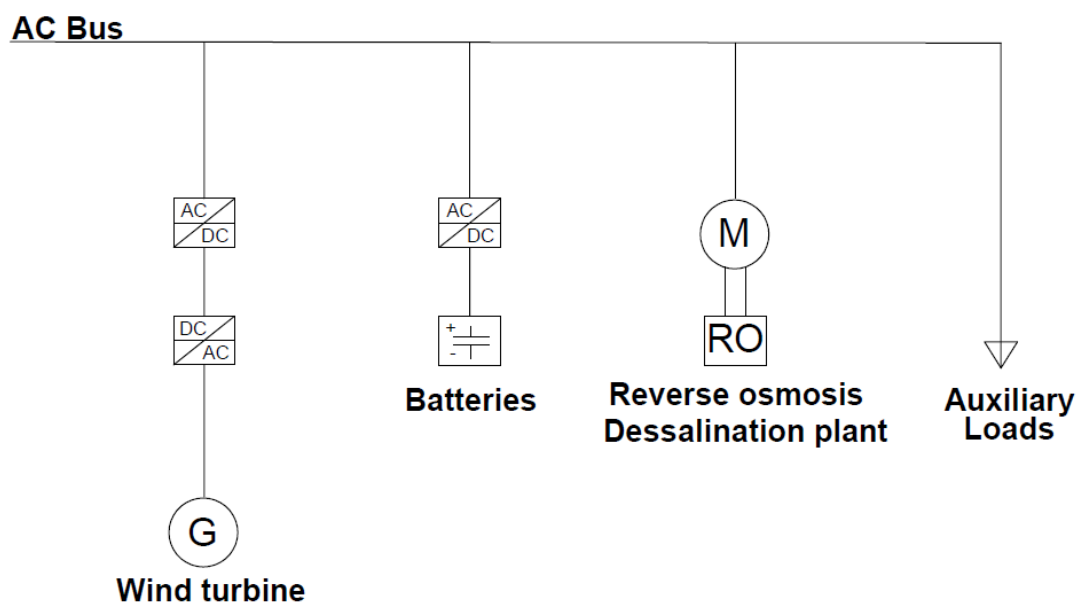 AC Bus
AC
DC
AC
DC
M
DC
AC
+
-
RO
Batteries
Reverse osmosis
Dessalination plant
Auxiliary
Loads
G
Wind turbine